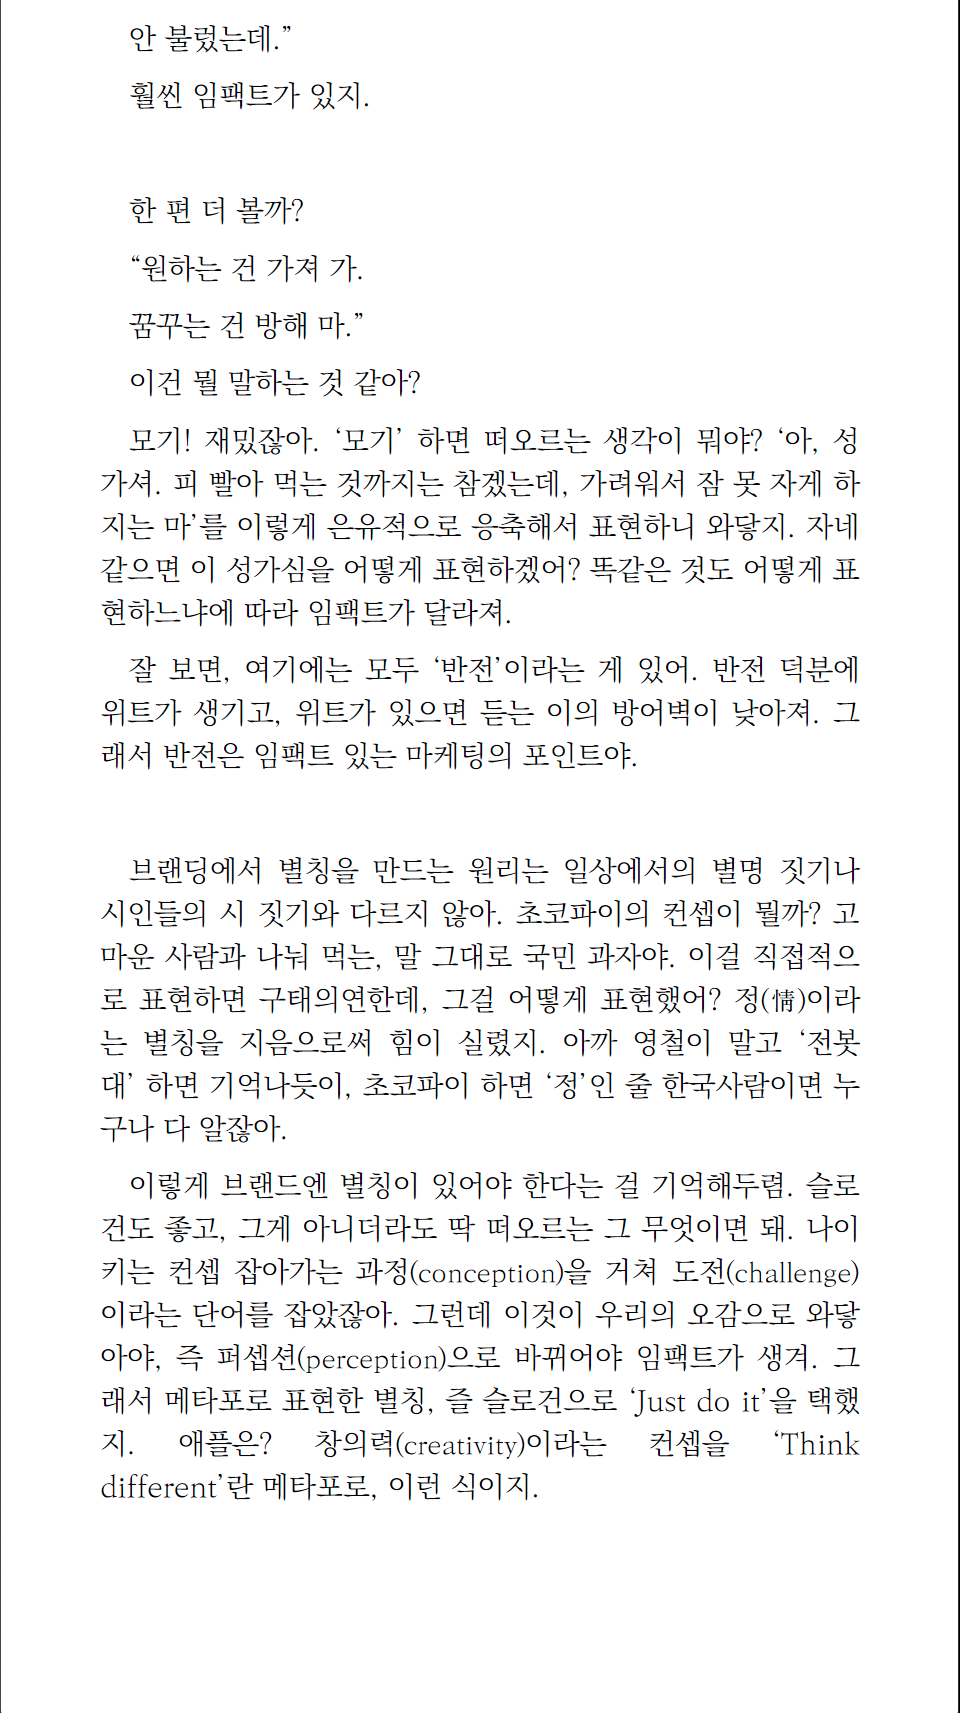 안 불렀는데.”
훨씬 임팩트가 있지.
한 편 더 볼까?
“원하는 건 가져 가.
꿈꾸는 건 방해 마.”
이건 뭘 말하는 것 같아?
모기! 재밌잖아. ‘모기’ 하면 떠오르는 생각이 뭐야? ‘아, 성
가셔. 피 빨아 먹는 것까지는 참겠는데, 가려워서 잠 못 자게 하
지는 마’를 이렇게 은유적으로 응축해서 표현하니 와닿지. 자네
같으면 이 성가심을 어떻게 표현하겠어? 똑같은 것도 어떻게 표
현하느냐에 따라 임팩트가 달라져.
잘 보면, 여기에는 모두 ‘반전’이라는 게 있어. 반전 덕분에
위트가 생기고, 위트가 있으면 듣는 이의 방어벽이 낮아져. 그
래서 반전은 임팩트 있는 마케팅의 포인트야.
브랜딩에서 별칭을 만드는 원리는 일상에서의 별명 짓기나
시인들의 시 짓기와 다르지 않아. 초코파이의 컨셉이 뭘까? 고
마운 사람과 나눠 먹는, 말 그대로 국민 과자야. 이걸 직접적으
로 표현하면 구태의연한데, 그걸 어떻게 표현했어? 정(情)이라
는 별칭을 지음으로써 힘이 실렸지. 아까 영철이 말고 ‘전봇
대’ 하면 기억나듯이, 초코파이 하면 ‘정’인 줄 한국사람이면 누
구나 다 알잖아.
이렇게 브랜드엔 별칭이 있어야 한다는 걸 기억해두렴. 슬로
건도 좋고, 그게 아니더라도 딱 떠오르는 그 무엇이면 돼. 나이
키는 컨셉 잡아가는 과정(conception)을 거쳐 도전(challenge)
이라는 단어를 잡았잖아. 그런데 이것이 우리의 오감으로 와닿
아야, 즉 퍼셉션(perception)으로 바뀌어야 임팩트가 생겨. 그
래서 메타포로 표현한 별칭, 즐 슬로건으로 ‘Just do it’을 택했
지. 애플은? 창의력(creativity)이라는 컨셉을 ‘Think
different’란 메타포로, 이런 식이지.